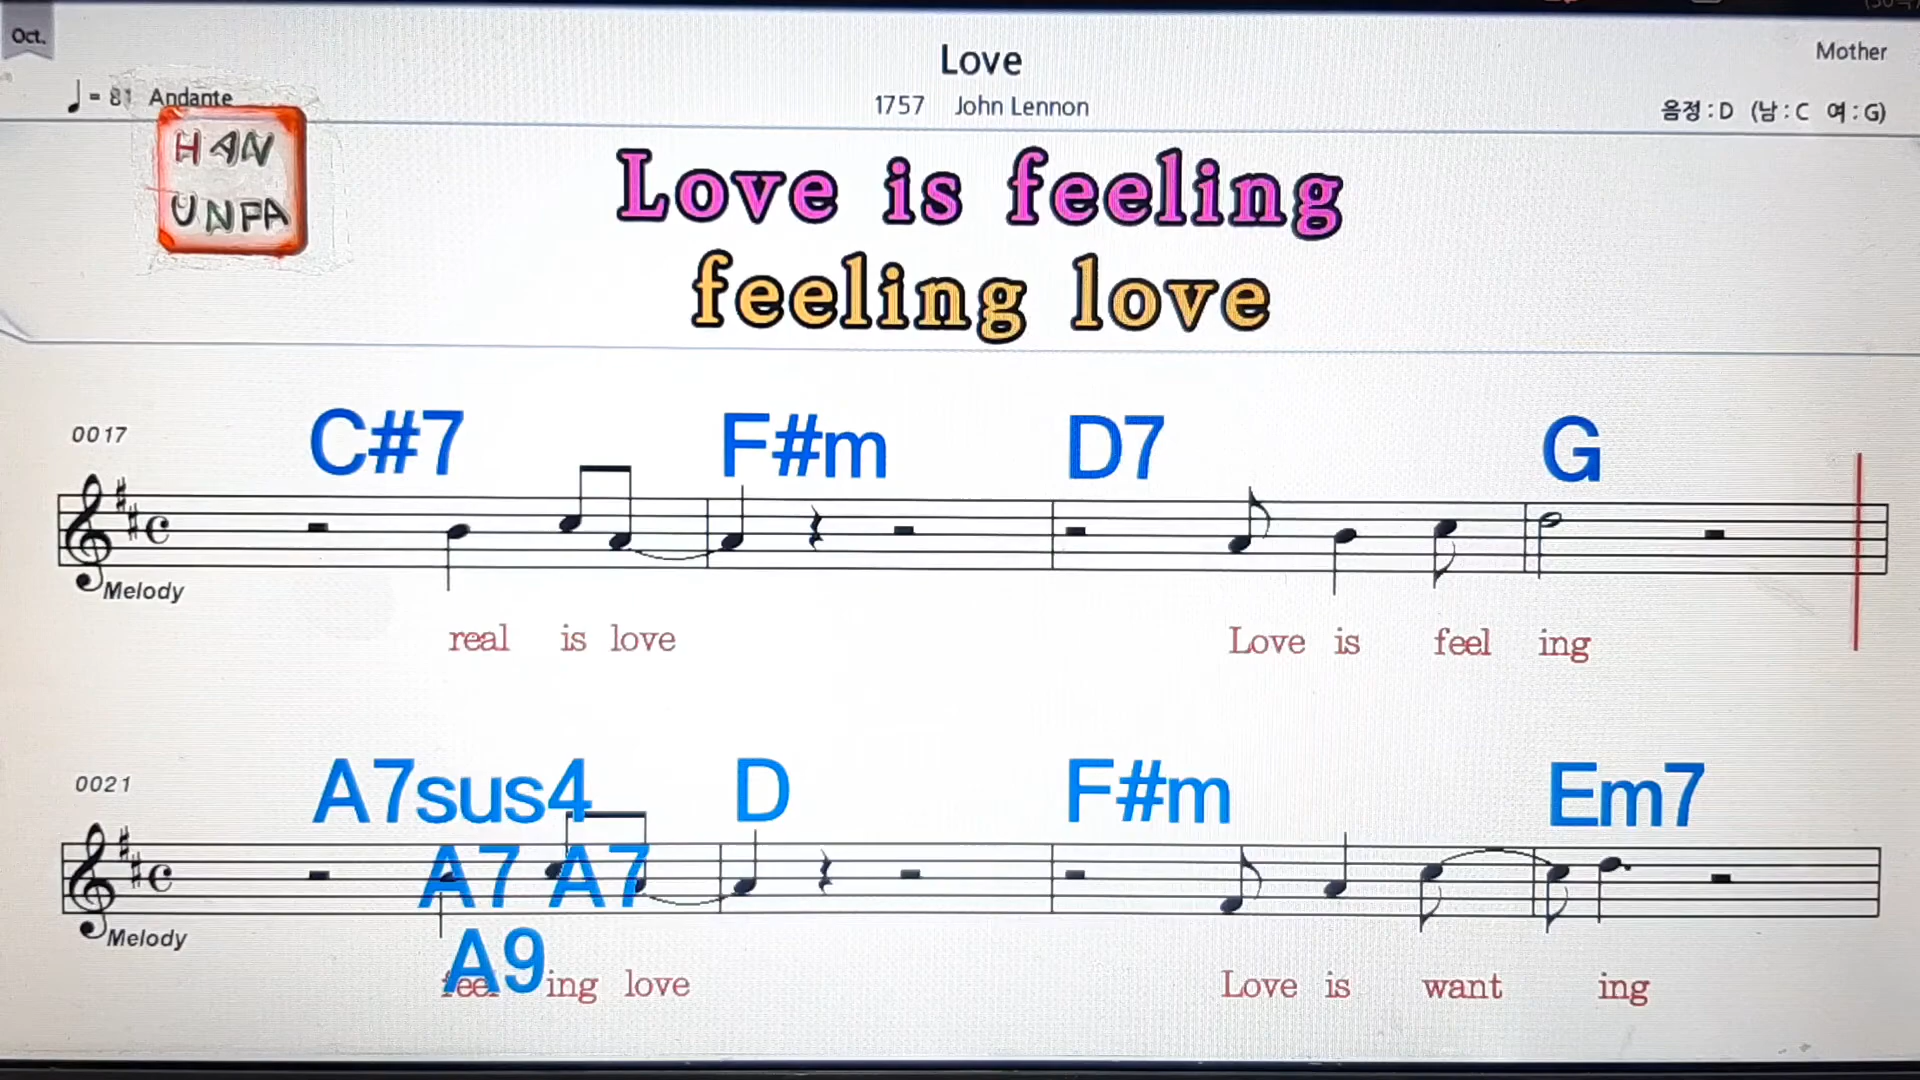 Oct.
Love
Mother
♩= 81 Andante
1757 John Lennon
음정 : D (남 : C 여 : G)
HAN
UNFA
Love is feeling
feeling love
0017
C#7 F#m D7 G
Melody
real is love Love is feel ing
0021
A7sus4 D F#m Em7
A7 A7
Melody
A9
feel ing love Love is want ing